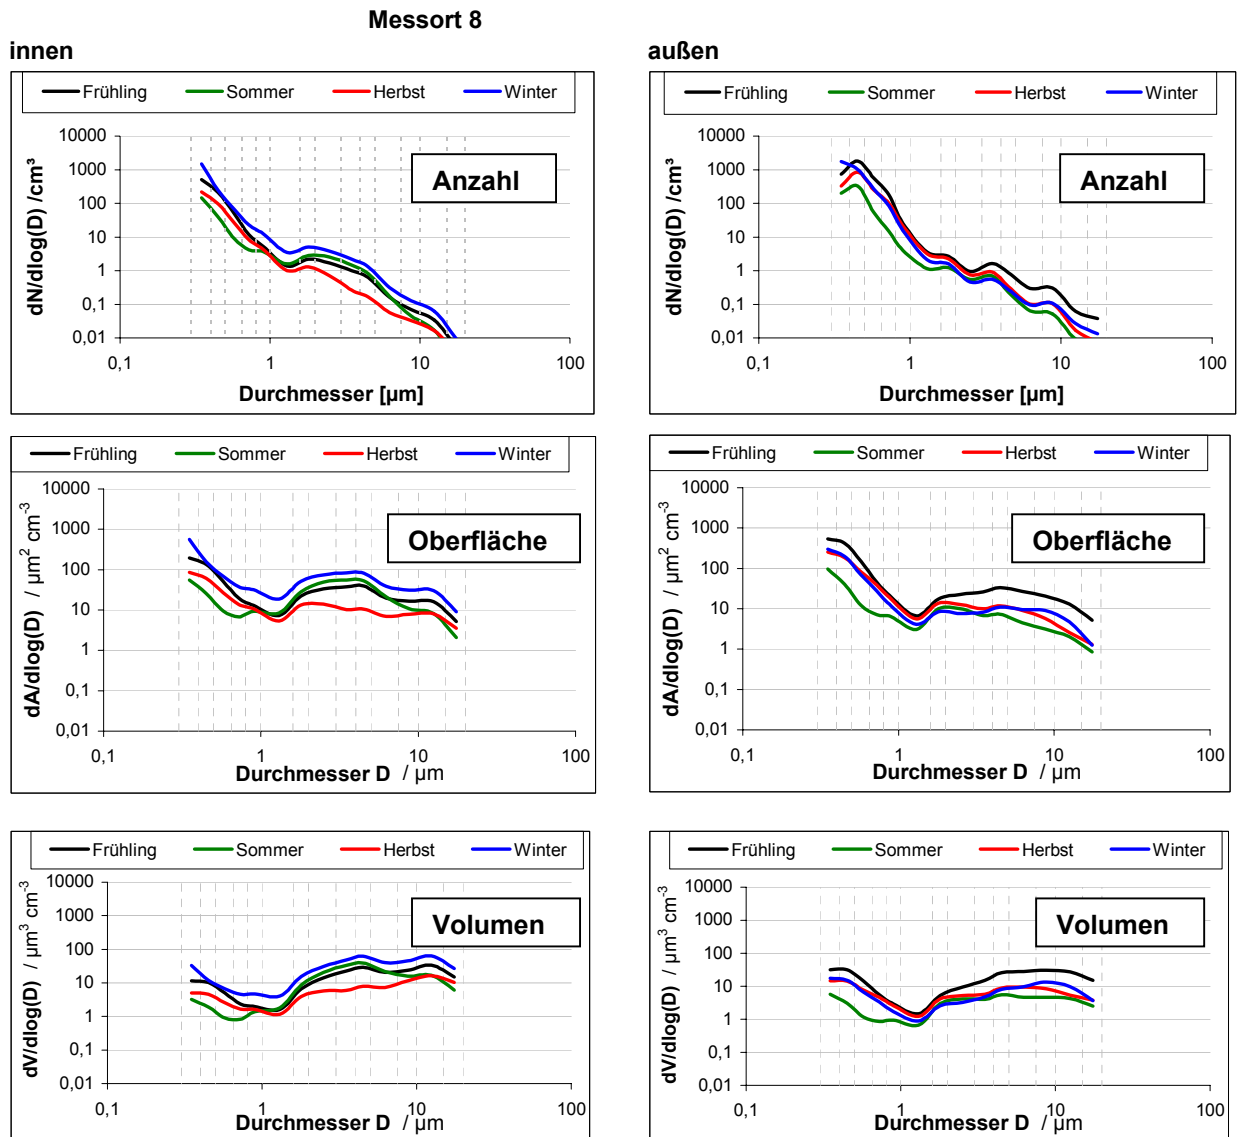 Messort 8
innen
außen
Frühling Sommer Herbst Winter
10000
1000
100
10
1
0,1
0,01
dN/dlog(D) /cm³
Anzahl
0,1 1 10 100
Durchmesser [µm]
Frühling Sommer Herbst Winter
10000
1000
100
10
1
0,1
0,01
dN/dlog(D) /cm³
Anzahl
0,1 1 10 100
Durchmesser [µm]
Frühling Sommer Herbst Winter
10000
1000
100
10
1
0,1
0,01
dA/dlog(D) / µm² cm⁻³
Oberfläche
0,1 1 10 100
Durchmesser D / µm
Frühling Sommer Herbst Winter
10000
1000
100
10
1
0,1
0,01
dA/dlog(D) / µm² cm⁻³
Oberfläche
0,1 1 10 100
Durchmesser D / µm
Frühling Sommer Herbst Winter
10000
1000
100
10
1
0,1
0,01
dV/dlog(D) / µm³ cm⁻³
Volumen
0,1 1 10 100
Durchmesser D / µm
Frühling Sommer Herbst Winter
10000
1000
100
10
1
0,1
0,01
dV/dlog(D) / µm³ cm⁻³
Volumen
0,1 1 10 100
Durchmesser D / µm